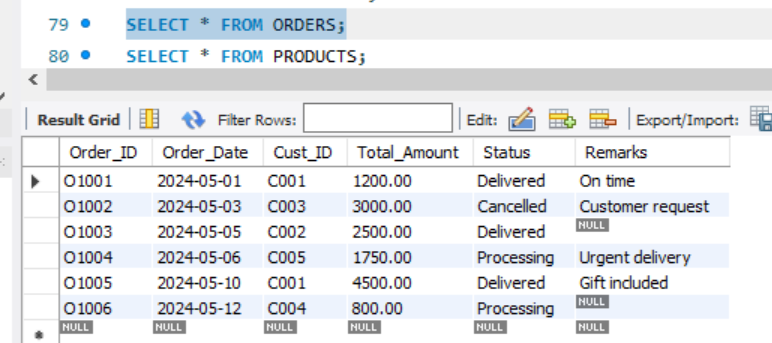 79 SELECT * FROM ORDERS;
80 SELECT * FROM PRODUCTS;
Result Grid Filter Rows: Edit: Export/Import:
Order_ID Order_Date Cust_ID Total_Amount Status Remarks
O1001 2024-05-01 C001 1200.00 Delivered On time
O1002 2024-05-03 C003 3000.00 Cancelled Customer request
O1003 2024-05-05 C002 2500.00 Delivered NULL
O1004 2024-05-06 C005 1750.00 Processing Urgent delivery
O1005 2024-05-10 C001 4500.00 Delivered Gift included
O1006 2024-05-12 C004 800.00 Processing NULL
NULL NULL NULL NULL NULL NULL